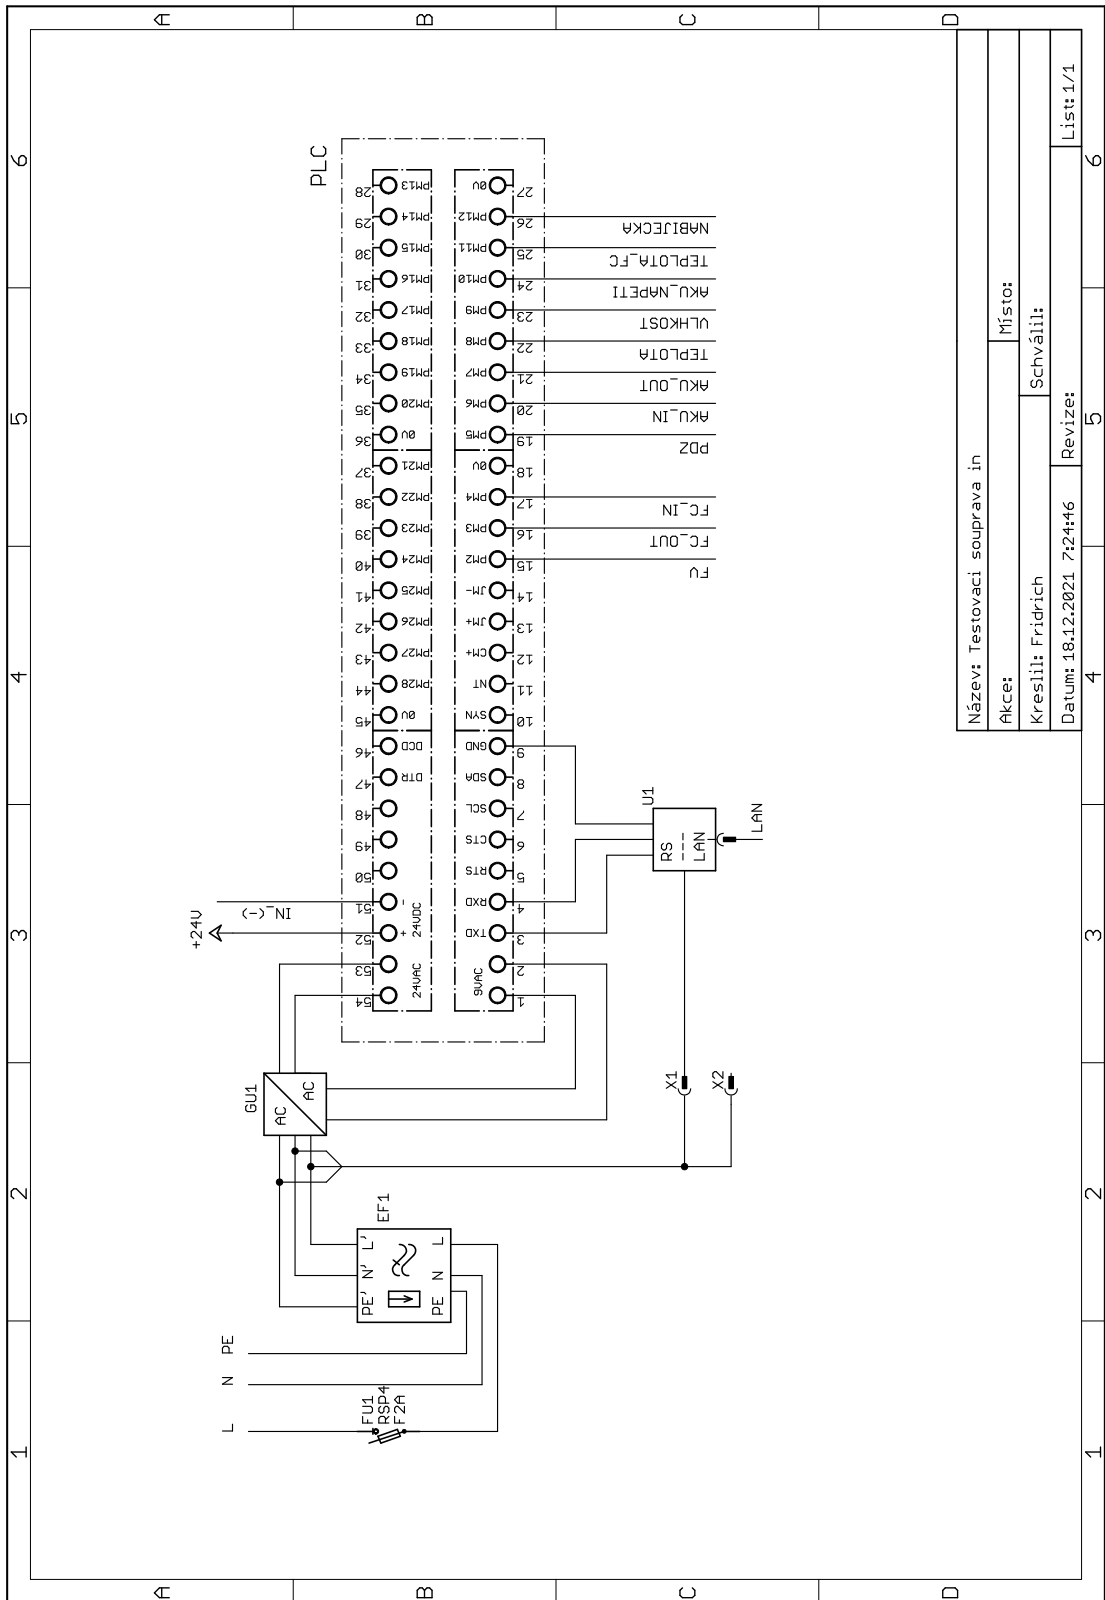 1 2 3 4 5 6
A
B
C
D
L
N
PE
FU1
RSP4
F2A
EF1
PE' N' L'
PE N L
GU1
AC
AC
X1
X2
+24V
IN_(-)
PLC
54 53 52 51 50 49 48 47 46 45 44 43 42 41 40 39 38 37 36 35 34 33 32 31 30 29 28
24VAC + 24VDC - DTR DCD 0V PM28 PM27 PM26 PM25 PM24 PM23 PM22 PM21 0V PM20 PM19 PM18 PM17 PM16 PM15 PM14 PM13
9VAC TXD RXD RTS CTS SCL SDA GND SYN NT CM+ JM+ JM- PM2 PM3 PM4 0V PM5 PM6 PM7 PM8 PM9 PM10 PM11 PM12 0V
1 2 3 4 5 6 7 8 9 10 11 12 13 14 15 16 17 18 19 20 21 22 23 24 25 26 27
FV
FC_OUT
FC_IN
PDZ
AKU_IN
AKU_OUT
TEPLOTA
VLHKOST
AKU_NAPETI
TEPLOTA_FC
NABIJECKA
U1
RS
LAN
LAN
Název: Testovací souprava in
Akce: Místo:
Kreslil: Fridrich Schválil:
Datum: 18.12.2021 7:24:46 Revize: List: 1/1
1 2 3 4 5 6
A
B
C
D